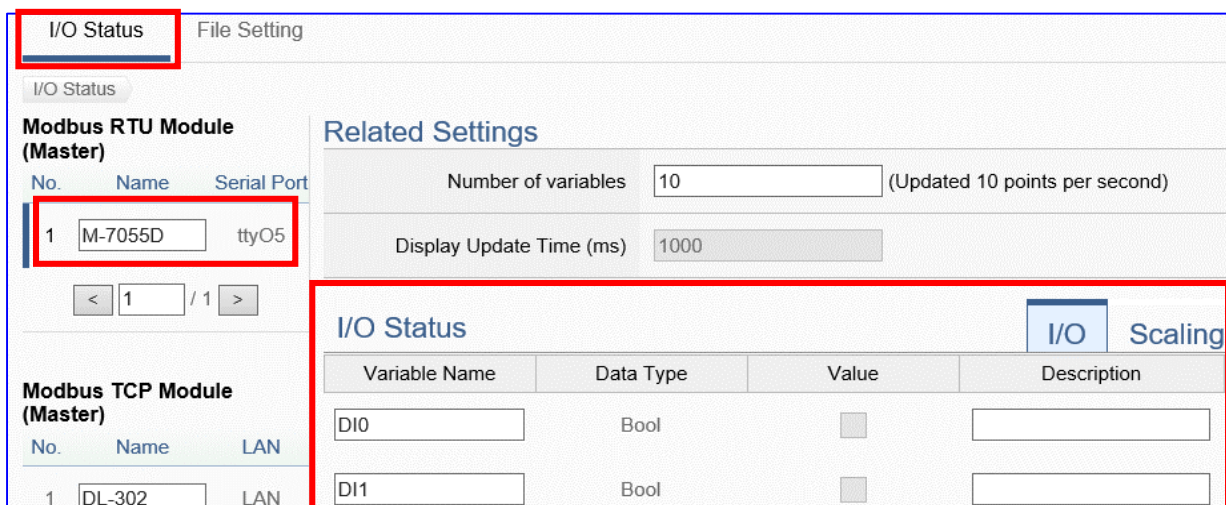 I/O Status File Setting
I/O Status
Modbus RTU Module
(Master)
No. Name Serial Port
1 M-7055D ttyO5
< 1 / 1 >
Modbus TCP Module
(Master)
No. Name LAN
1 DL-302 LAN
Related Settings
Number of variables 10 (Updated 10 points per second)
Display Update Time (ms) 1000
I/O Status I/O Scaling
Variable Name Data Type Value Description
DI0 Bool
DI1 Bool